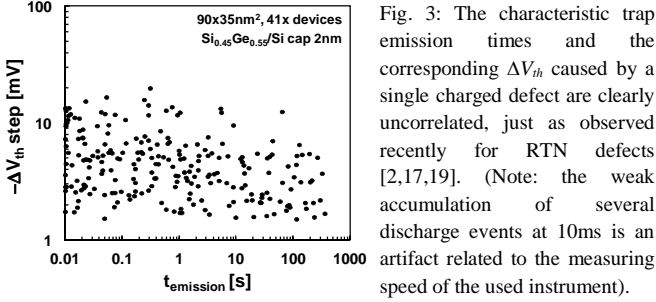 100
90x35nm², 41x devices
Si0.45Ge0.55/Si cap 2nm
−ΔVth step [mV]
10
1
0.01
0.1
1
10
100
1000
temission [s]
Fig. 3: The characteristic trap
emission times and the
corresponding ΔVth caused by a
single charged defect are clearly
uncorrelated, just as observed
recently for RTN defects
[2,17,19]. (Note: the weak
accumulation of several
discharge events at 10ms is an
artifact related to the measuring
speed of the used instrument).